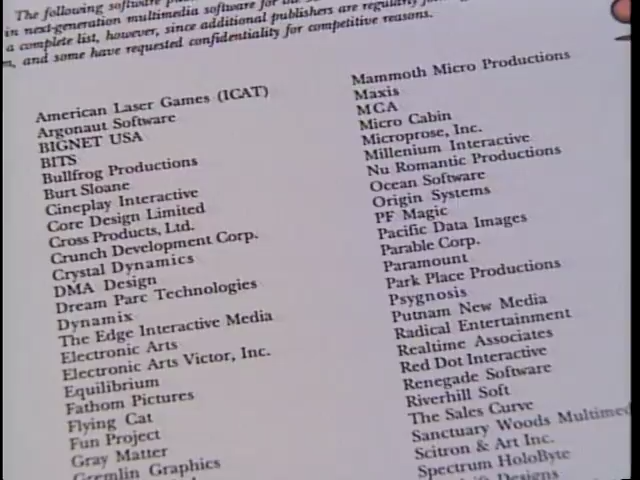 The following software
in next-generation multimedia software for
a complete list, however, since additional publishers are regularly
and some have requested confidentiality for competitive reasons.
American Laser Games (ICAT)
Argonaut Software
BIGNET USA
BITS
Bullfrog Productions
Burt Sloane
Cineplay Interactive
Core Design Limited
Cross Products, Ltd.
Crunch Development Corp.
Crystal Dynamics
DMA Design
Dream Parc Technologies
Dynamix
The Edge Interactive Media
Electronic Arts
Electronic Arts Victor, Inc.
Equilibrium
Fathom Pictures
Flying Cat
Fun Project
Gray Matter
Gremlin Graphics
Mammoth Micro Productions
Maxis
MCA
Micro Cabin
Microprose, Inc.
Millenium Interactive
Nu Romantic Productions
Ocean Software
Origin Systems
PF Magic
Pacific Data Images
Parable Corp.
Paramount
Park Place Productions
Psygnosis
Putnam New Media
Radical Entertainment
Realtime Associates
Red Dot Interactive
Renegade Software
Riverhill Soft
The Sales Curve
Sanctuary Woods Multimed
Scitron & Art Inc.
Spectrum HoloByte
Designs